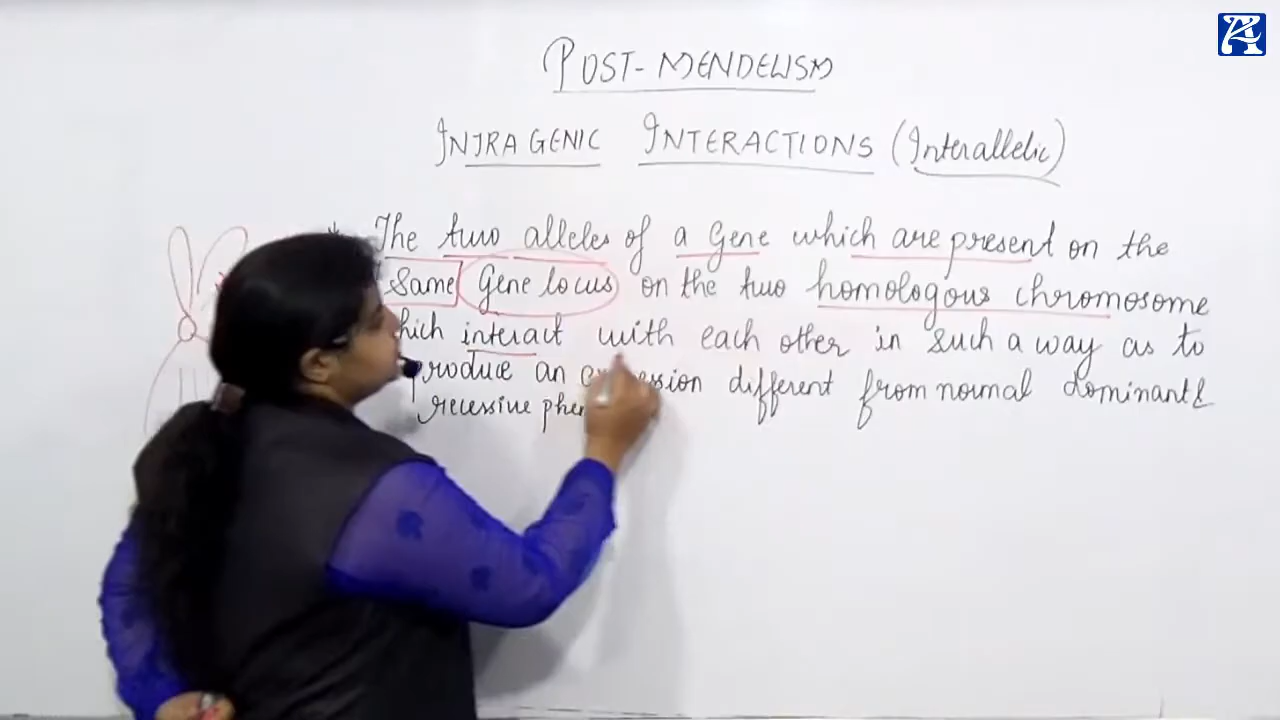 POST-MENDELISM
INTRAGENIC INTERACTIONS (Interallelic)
The two alleles of a Gene which are present on the
same Gene locus on the two homologous chromosome
interact with each other in such a way as to
produce an different from normal dominant &
recessive